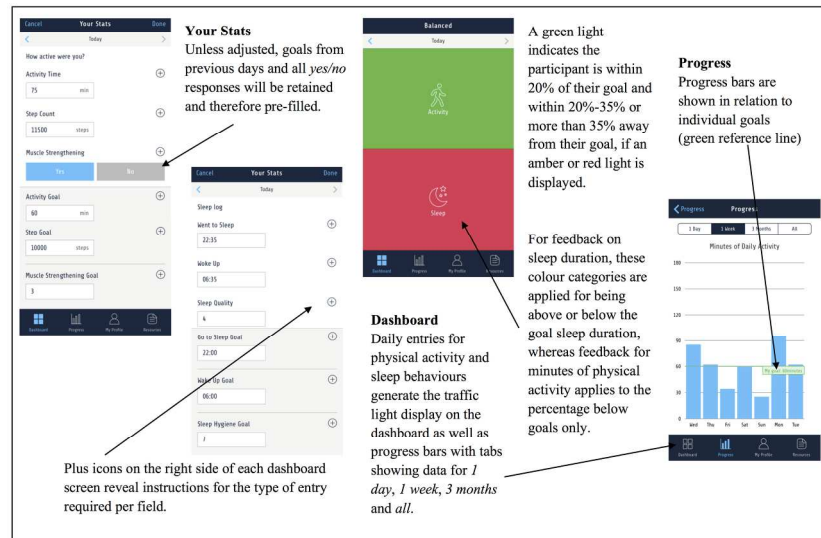 Cancel Your Stats Done
Today
How active were you?
Activity Time
75 min
Step Count
11500 steps
Muscle Strengthening
Yes No
Activity Goal
60 min
Step Goal
10000 steps
Muscle Strengthening Goal
3
Dashboard Progress My Profile Resources
Your Stats
Unless adjusted, goals from
previous days and all yes/no
responses will be retained
and therefore pre-filled.
Cancel Your Stats Done
Today
Sleep log
Went to Sleep
22:35
Woke Up
06:35
Sleep Quality
4
Go to Sleep Goal
22:00
Wake Up Goal
06:00
Sleep Hygiene Goal
Plus icons on the right side of each dashboard
screen reveal instructions for the type of entry
required per field.
Balanced
Today
Activity
Sleep
Dashboard Progress My Profile Resources
Dashboard
Daily entries for
physical activity and
sleep behaviours
generate the traffic
light display on the
dashboard as well as
progress bars with tabs
showing data for 1
day, 1 week, 3 months
and all.
A green light
indicates the
participant is within
20% of their goal and
within 20%-35% or
more than 35% away
from their goal, if an
amber or red light is
displayed.
For feedback on
sleep duration, these
colour categories are
applied for being
above or below the
goal sleep duration,
whereas feedback for
minutes of physical
activity applies to the
percentage below
goals only.
Progress
Progress bars are
shown in relation to
individual goals
(green reference line)
Progress Progress
1 Day 1 Week 3 Months All
Minutes of Daily Activity
180
150
120
90
60
30
0
My goal
Wed Thu Fri Sat Sun Mon Tue
Dashboard Progress My Profile Resources